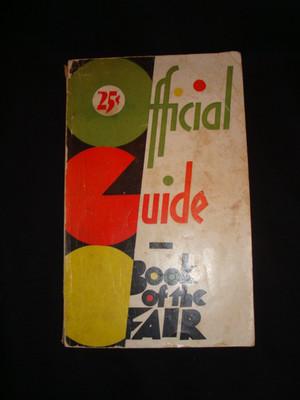 25¢
Official
Guide
Book
of the
FAIR